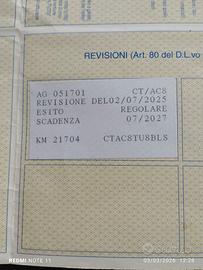 REVISIONI (Art. 80 del D.L.vo
AG 051701 CT/AC8
REVISIONE DEL02/07/2025
ESITO REGOLARE
SCADENZA 07/2027
KM 21704 CTAC8TU8BLS
REDMI NOTE 11
03/03/2026 13:26